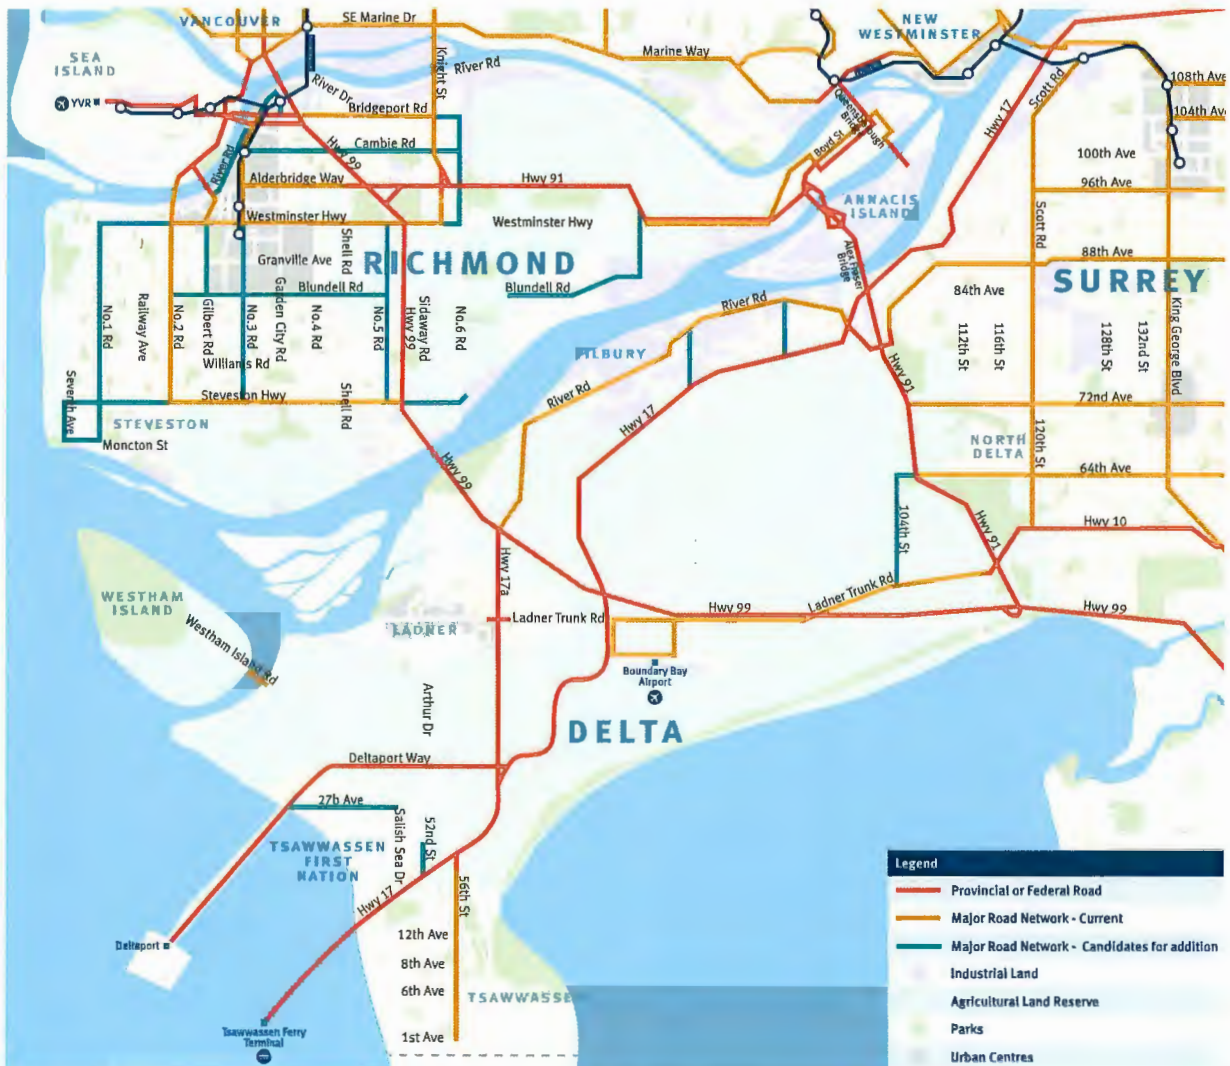 VANCOUVER
SE Marine Dr
NEW
WESTMINSTER
SEA
ISLAND
Knight St
River Rd
Marine Way
YVR
River Dr
Bridgeport Rd
Scott Rd
108th Ave
104th Ave
Hwy 17
Queensborough
Bridge
Boyd St
Cambie Rd
Hwy 99
River Rd
100th Ave
Alderbridge Way
Hwy 91
96th Ave
ANNACIS
ISLAND
Westminster Hwy
Westminster Hwy
Scott Rd
Shell Rd
Granville Ave
RICHMOND
Alex Fraser
Bridge
88th Ave
SURREY
Blundell Rd
Blundell Rd
84th Ave
No.1 Rd
Railway Ave
No.2 Rd
Gilbert Rd
No.3 Rd
Garden City Rd
No.4 Rd
No.5 Rd
Sidaway Rd
Hwy 99
No.6 Rd
River Rd
112th St
116th St
128th St
132nd St
King George Blvd
TILBURY
Williams Rd
Hwy 91
Seventh Ave
Steveston Hwy
Shell Rd
River Rd
72nd Ave
STEVESTON
Hwy 17
Moncton St
NORTH
DELTA
120th St
64th Ave
Hwy 99
104th St
Hwy 91
Hwy 10
Hwy 17a
WESTHAM
ISLAND
Ladner Trunk Rd
Hwy 99
Hwy 99
Ladner Trunk Rd
LADNER
Westham Island Rd
Boundary Bay
Airport
Arthur Dr
DELTA
Deltaport Way
27b Ave
Salish Sea Dr
52nd St
TSAWWASSEN
FIRST
NATION
Hwy 17
56th St
12th Ave
Deltaport
8th Ave
6th Ave
TSAWWASSE
Tsawwassen Ferry
Terminal
1st Ave
Legend
Provincial or Federal Road
Major Road Network - Current
Major Road Network - Candidates for addition
Industrial Land
Agricultural Land Reserve
Parks
Urban Centres